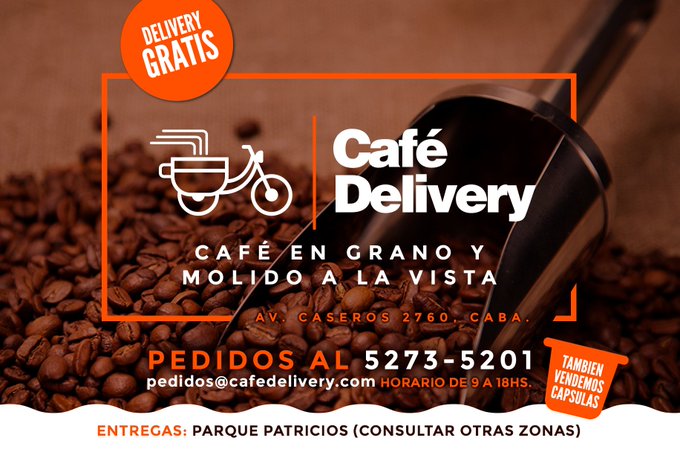 DELIVERY
GRATIS
Café
Delivery
CAFÉ EN GRANO Y
MOLIDO A LA VISTA
AV. CASEROS 2760, CABA.
PEDIDOS AL 5273-5201
pedidos@cafedelivery.com HORARIO DE 9 A 18HS.
TAMBIEN
VENDEMOS
CAPSULAS
ENTREGAS: PARQUE PATRICIOS (CONSULTAR OTRAS ZONAS)